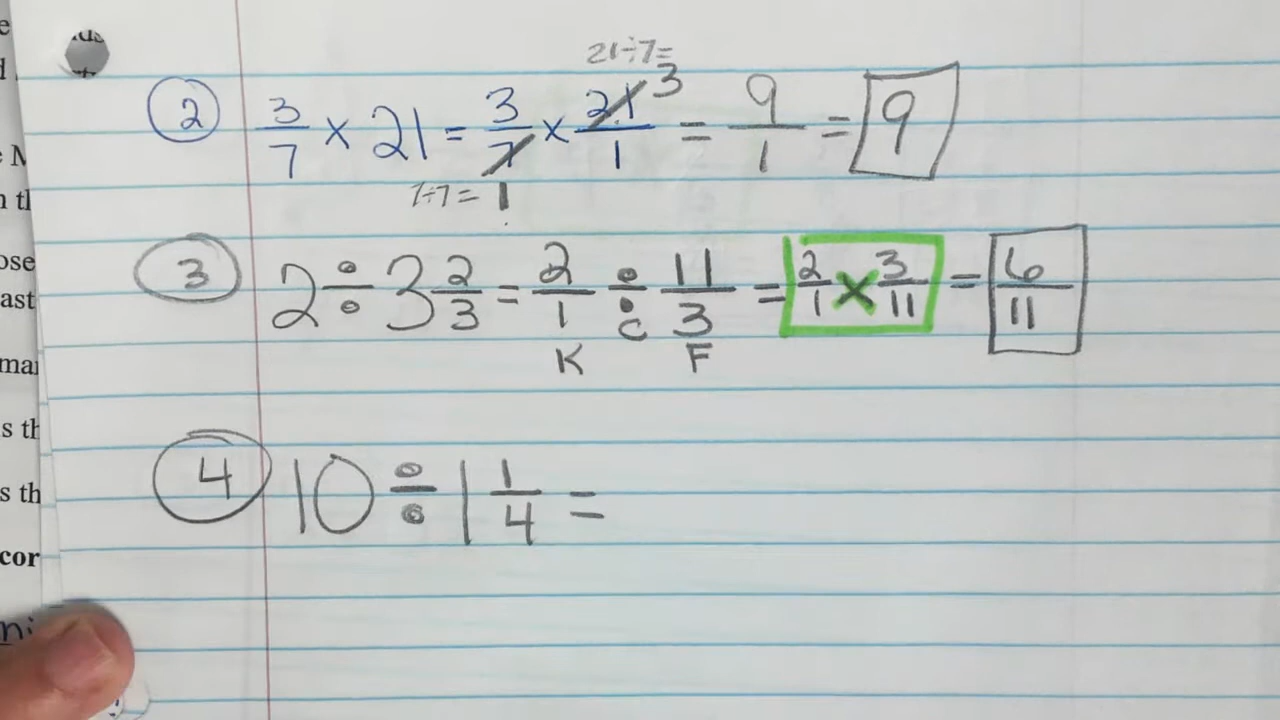 21÷7=
② 3/7 × 21 = 3/7 × 21/1 3 = 9/1 = 9
7÷7= 1
③ 2 ÷ 3 2/3 = 2/1 ÷ 11/3 = 2/1 × 3/11 = 6/11
K C F
④ 10 ÷ 1 1/4 =